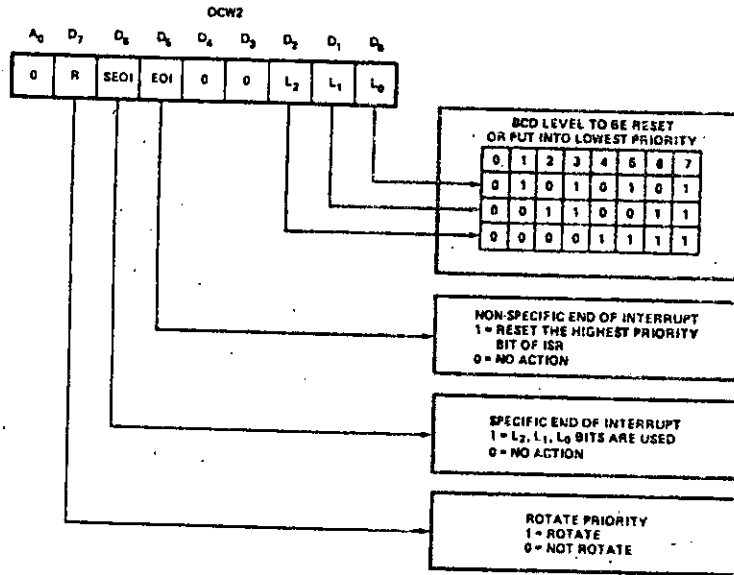 OCW2
A0 D7 D6 D5 D4 D3 D2 D1 D0
0 R SEOI EOI 0 0 L2 L1 L0
BCD LEVEL TO BE RESET
OR PUT INTO LOWEST PRIORITY
0 1 2 3 4 5 6 7
0 1 0 1 0 1 0 1
0 0 1 1 0 0 1 1
0 0 0 0 1 1 1 1
NON-SPECIFIC END OF INTERRUPT
1 = RESET THE HIGHEST PRIORITY
BIT OF ISR
0 = NO ACTION
SPECIFIC END OF INTERRUPT
1 = L2, L1, L0 BITS ARE USED
0 = NO ACTION
ROTATE PRIORITY
1 = ROTATE
0 = NOT ROTATE